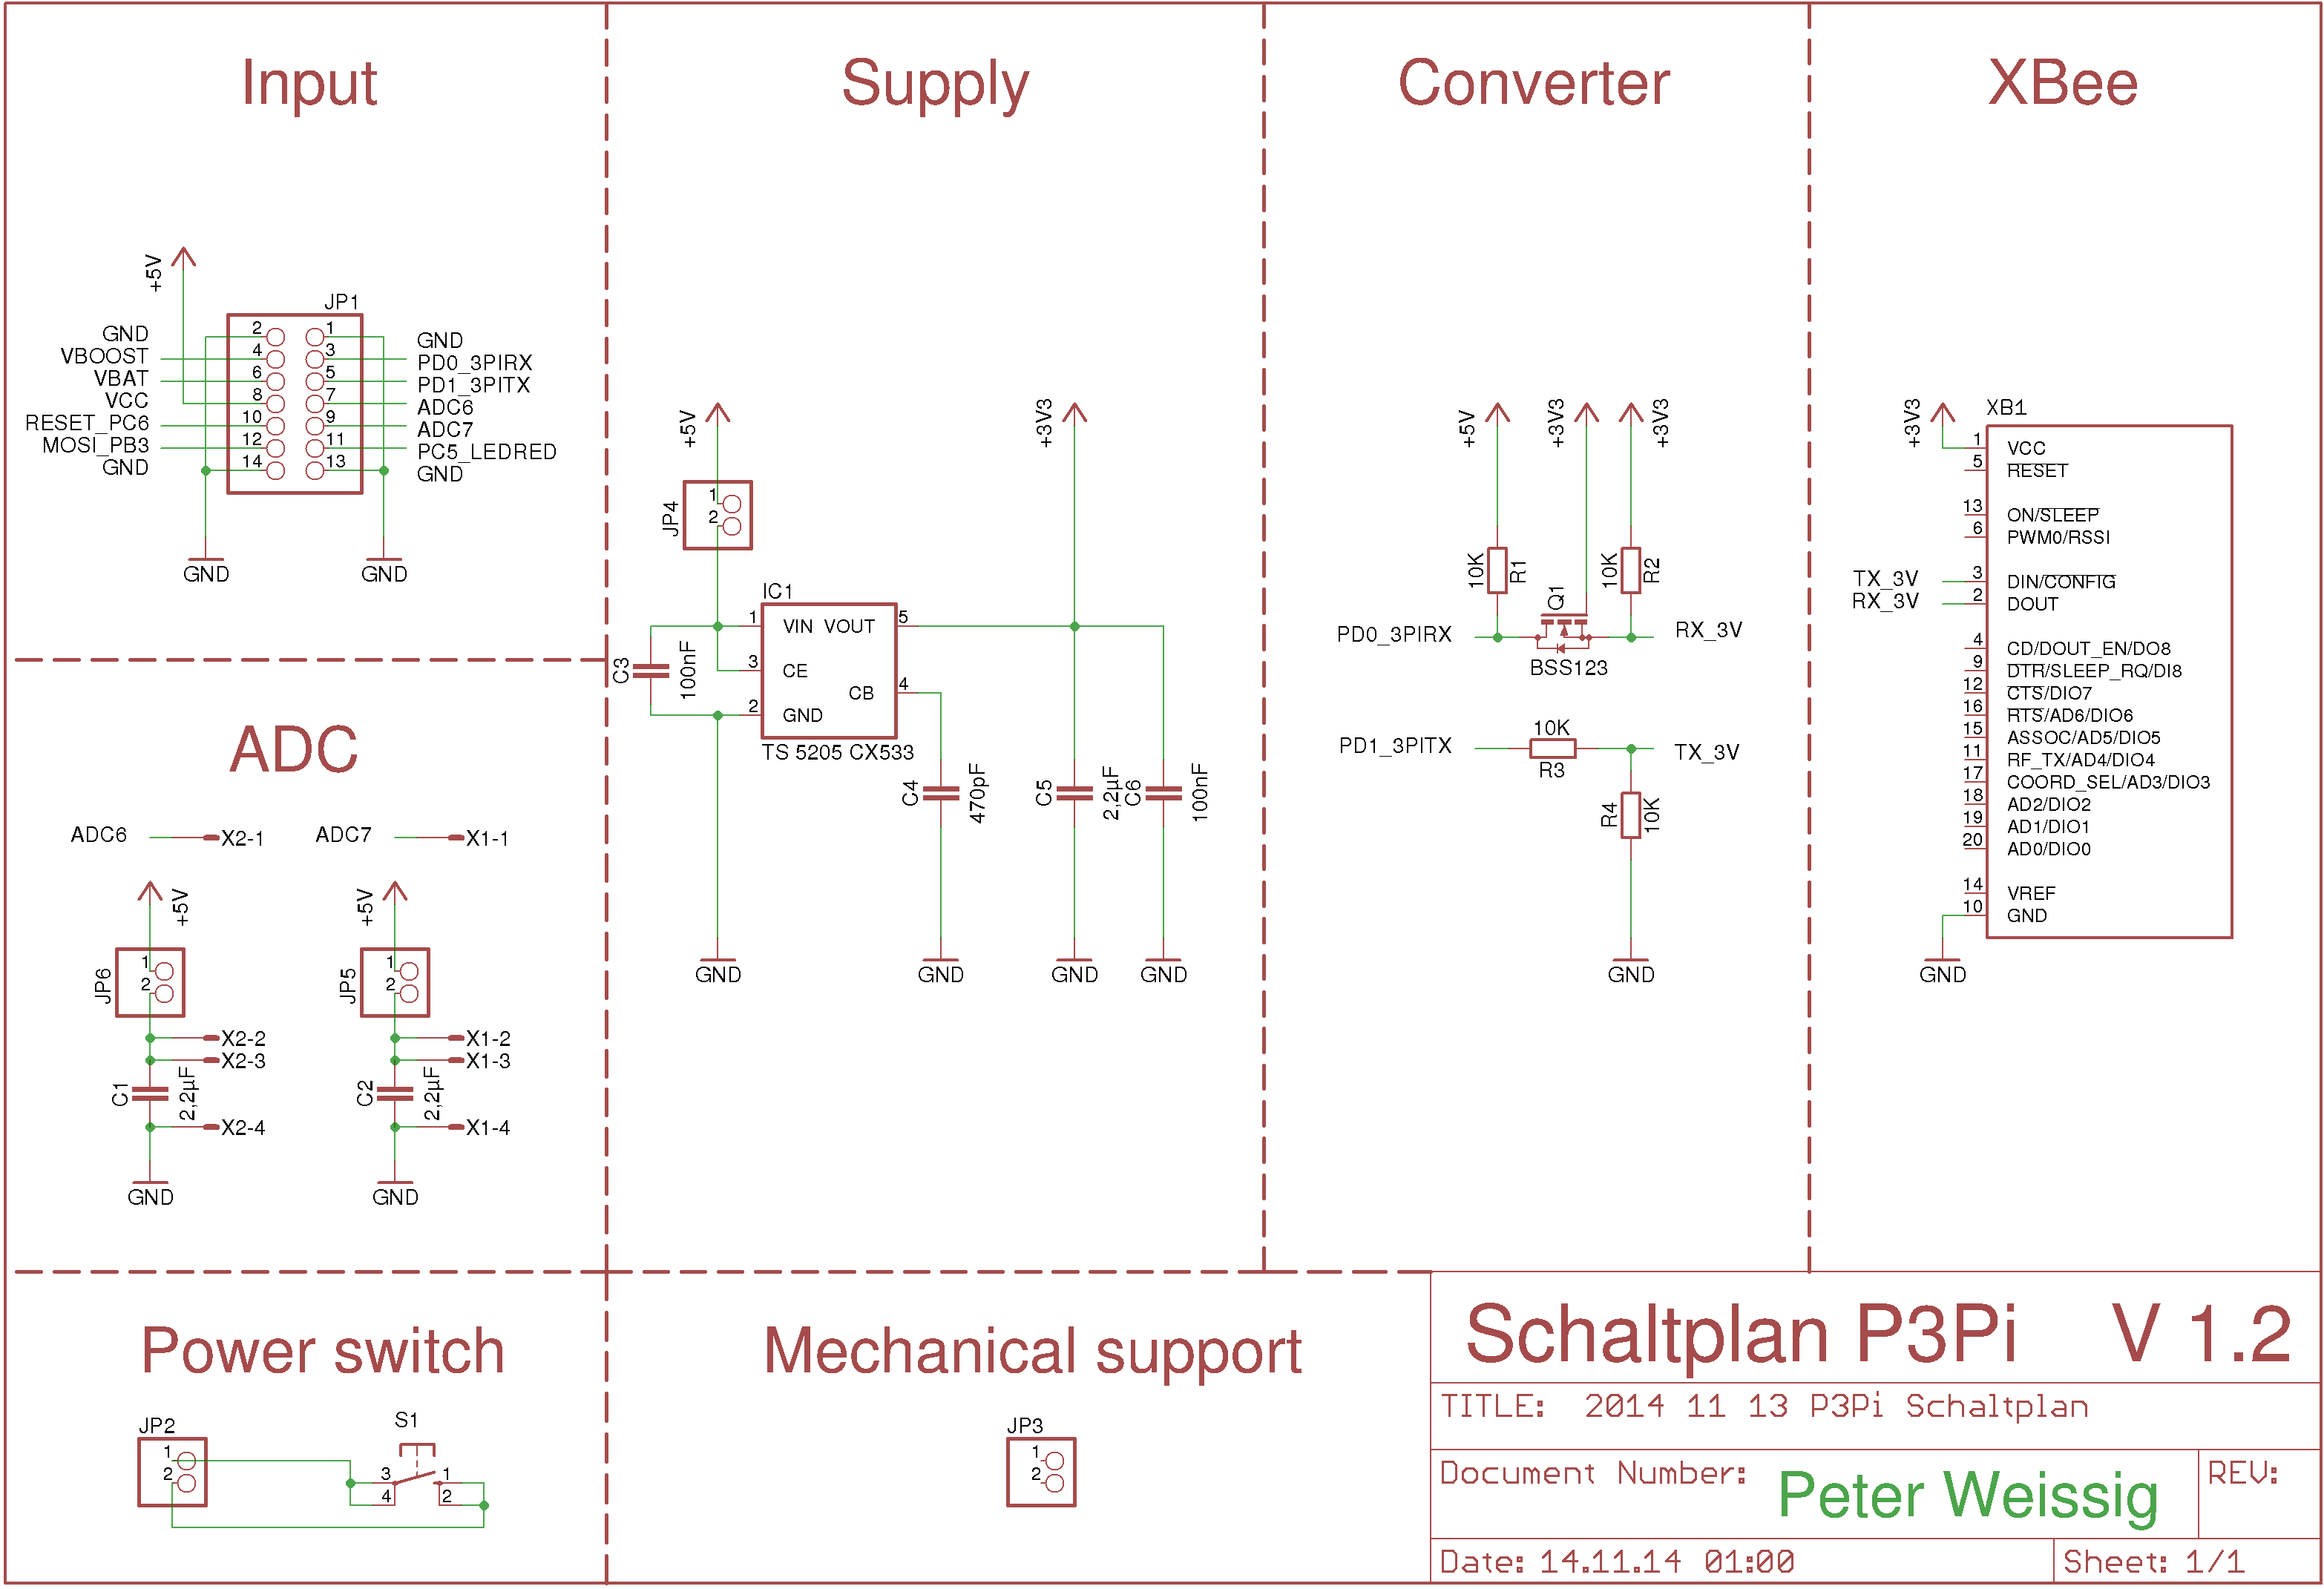 Input
+5V
JP1
GND
VBOOST
VBAT
VCC
RESET_PC6
MOSI_PB3
GND
2
4
6
8
10
12
14
1
3
5
7
9
11
13
GND
PD0_3PIRX
PD1_3PITX
ADC6
ADC7
PC5_LEDRED
GND
GND
GND
ADC
ADC6
X2-1
ADC7
X1-1
+5V
JP6
1
2
X2-2
X2-3
C1
2,2µF
X2-4
GND
+5V
JP5
1
2
X1-2
X1-3
C2
2,2µF
X1-4
GND
Power switch
JP2
1
2
S1
3
4
1
2
Supply
+5V
JP4
1
2
+3V3
IC1
1
3
2
VIN VOUT
CE
CB
GND
5
4
TS 5205 CX533
C3
100nF
C4
470pF
C5
2,2µF
C6
100nF
GND
GND
GND
GND
Mechanical support
JP3
1
2
Converter
+5V
+3V3
+3V3
10K
R1
Q1
10K
R2
PD0_3PIRX
RX_3V
BSS123
PD1_3PITX
10K
R3
TX_3V
R4
10K
GND
XBee
+3V3
XB1
1 VCC
5 RESET
13 ON/SLEEP
6 PWM0/RSSI
TX_3V 3 DIN/CONFIG
RX_3V 2 DOUT
4 CD/DOUT_EN/DO8
9 DTR/SLEEP_RQ/DI8
12 CTS/DIO7
16 RTS/AD6/DIO6
15 ASSOC/AD5/DIO5
11 RF_TX/AD4/DIO4
17 COORD_SEL/AD3/DIO3
18 AD2/DIO2
19 AD1/DIO1
20 AD0/DIO0
14 VREF
10 GND
GND
Schaltplan P3Pi V 1.2
TITLE: 2014 11 13 P3Pi Schaltplan
Document Number: Peter Weissig
REV:
Date: 14.11.14 01:00
Sheet: 1/1